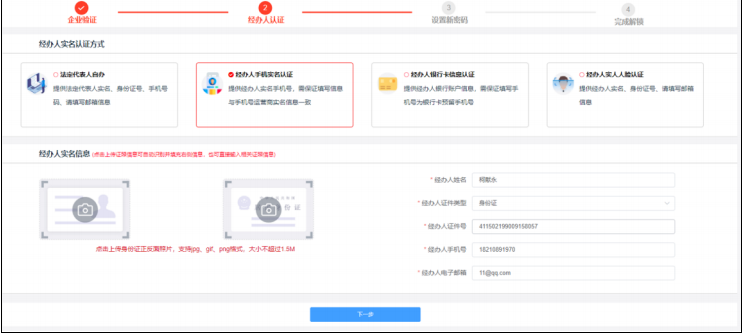 2
3
4
企业验证
经办人认证
设置新密码
完成解锁
经办人实名认证方式
法定代表人自办
提供法定代表人实名、身份证号、手机号
码，请填写邮箱信息
经办人手机实名认证
提供经办人实名手机号，需保证填写信息
与手机号运营商实名信息一致
经办人银行卡信息认证
提供经办人银行账户信息，需保证填写手
机号为银行卡预留手机号
经办人实人人脸认证
提供经办人实名、身份证号，请填写邮箱
信息
经办人实名信息 (点击上传证照信息可自动识别并填充右侧信息，也可直接输入相关证照信息)
点击上传身份证正反面照片，支持jpg、gif、png格式，大小不超过1.5M
* 经办人姓名
* 经办人证件类型 身份证
* 经办人证件号 411502199009158057
* 经办人手机号 18210891970
* 经办人电子邮箱 11@qq.com
下一步